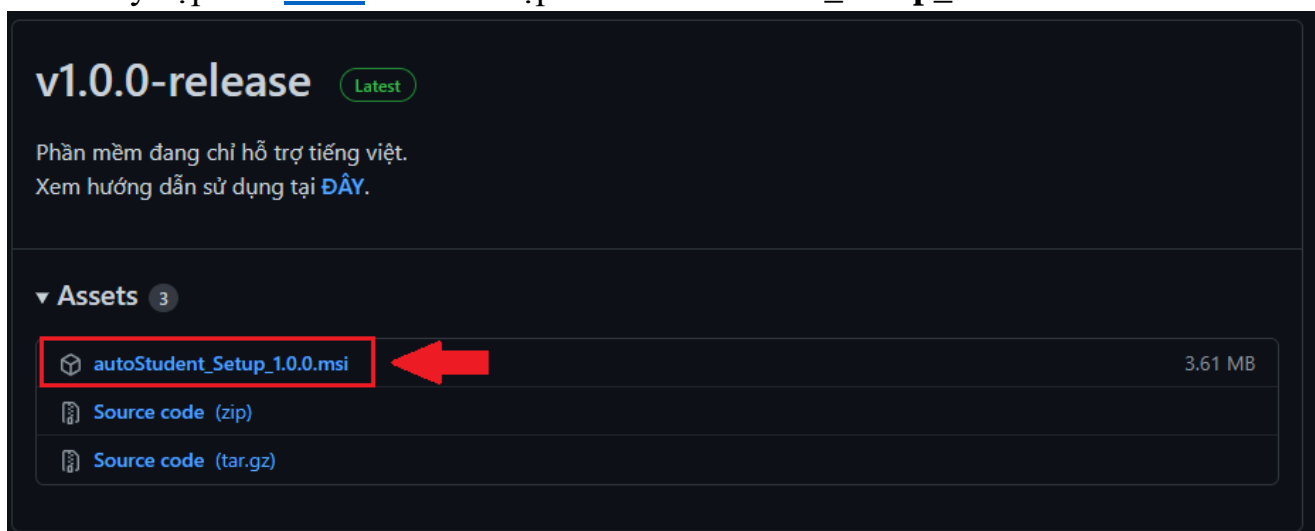 v1.0.0-release Latest
Phần mềm đang chỉ hỗ trợ tiếng việt.
Xem hướng dẫn sử dụng tại ĐÂY.
Assets 3
autoStudent_Setup_1.0.0.msi 3.61 MB
Source code (zip)
Source code (tar.gz)